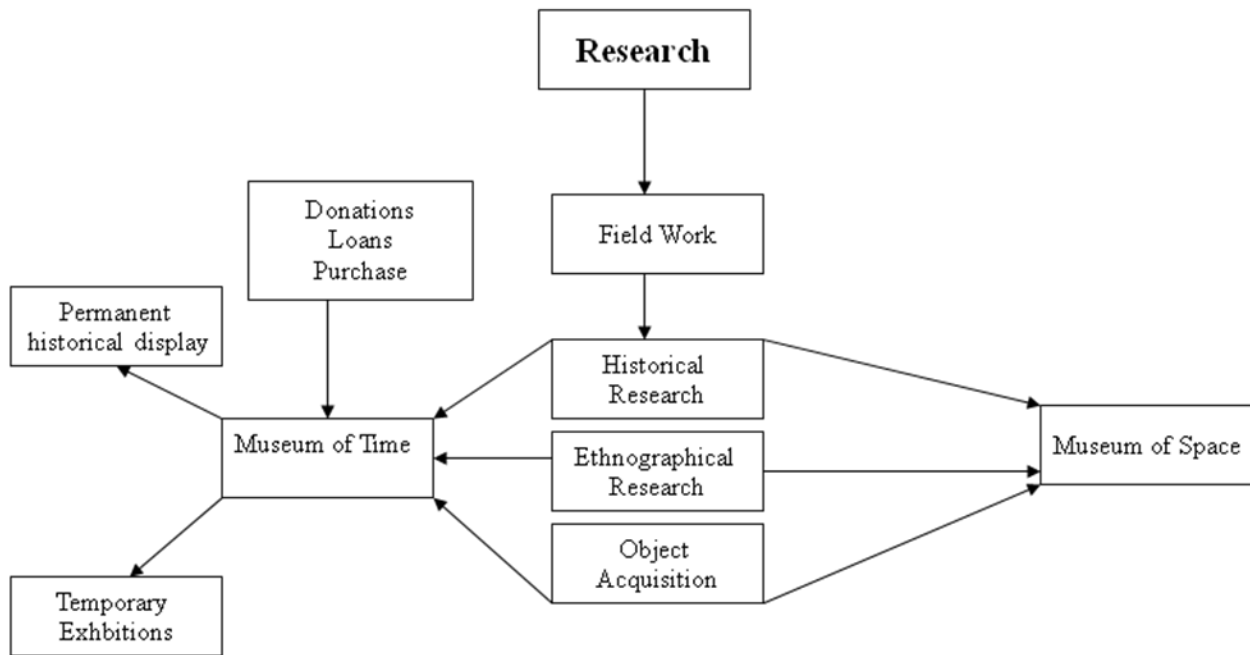 Research
Donations
Loans
Purchase
Field Work
Permanent
historical display
Historical
Research
Museum of Time
Ethnographical
Research
Museum of Space
Object
Acquisition
Temporary
Exhbitions